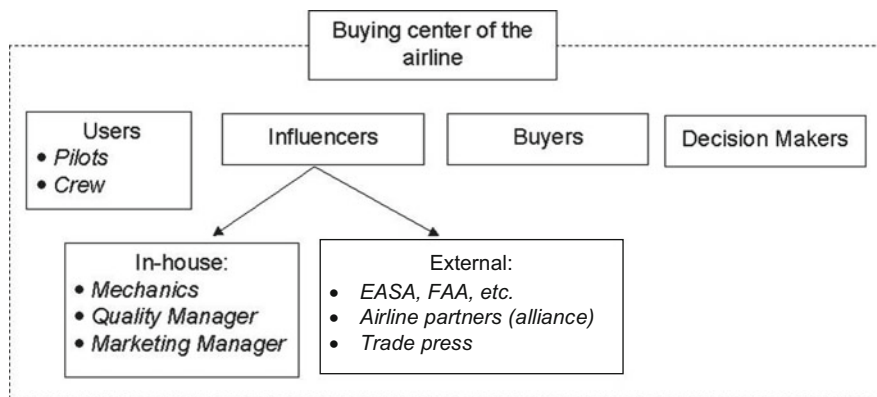 Buying center of the
airline
Users
• Pilots
• Crew
Influencers
Buyers
Decision Makers
In-house:
• Mechanics
• Quality Manager
• Marketing Manager
External:
• EASA, FAA, etc.
• Airline partners (alliance)
• Trade press